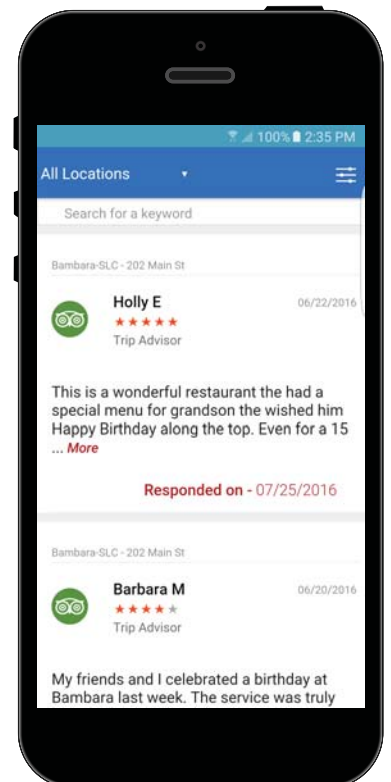 100% 2:35 PM
All Locations
Search for a keyword
Bambara-SLC - 202 Main St
Holly E 06/22/2016
Trip Advisor
This is a wonderful restaurant the had a
special menu for grandson the wished him
Happy Birthday along the top. Even for a 15
... More
Responded on - 07/25/2016
Bambara-SLC - 202 Main St
Barbara M 06/20/2016
Trip Advisor
My friends and I celebrated a birthday at
Bambara last week. The service was truly